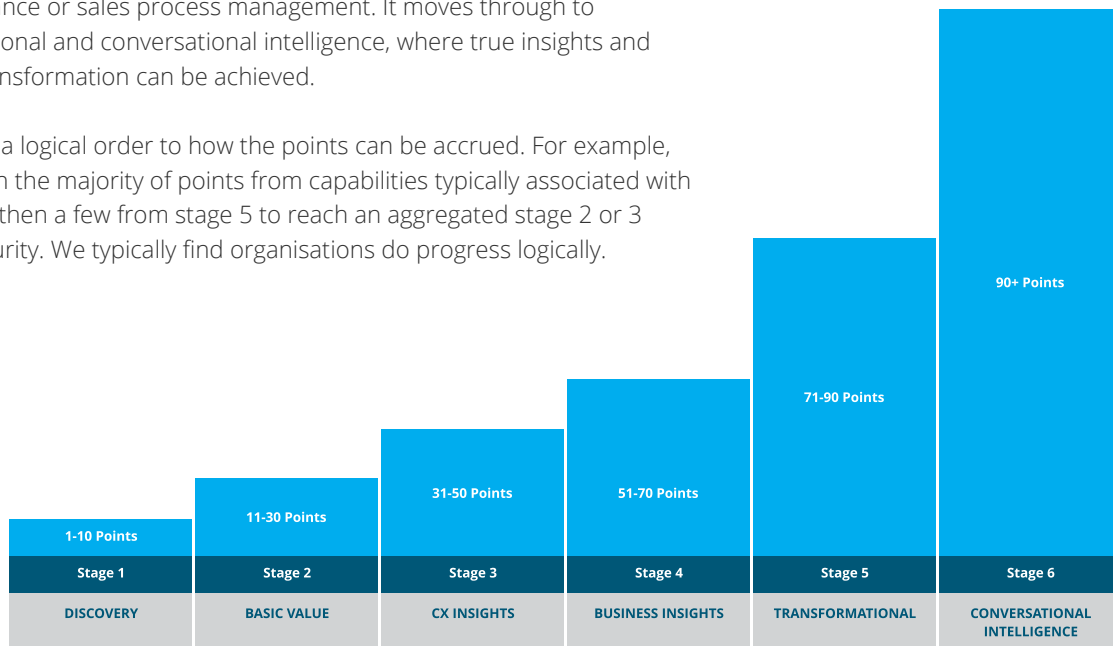 ance or sales process management. It moves through to
onal and conversational intelligence, where true insights and
nsformation can be achieved.
a logical order to how the points can be accrued. For example,
n the majority of points from capabilities typically associated with
then a few from stage 5 to reach an aggregated stage 2 or 3
urity. We typically find organisations do progress logically.
90+ Points
71-90 Points
51-70 Points
31-50 Points
11-30 Points
1-10 Points
Stage 1 Stage 2 Stage 3 Stage 4 Stage 5 Stage 6
DISCOVERY BASIC VALUE CX INSIGHTS BUSINESS INSIGHTS TRANSFORMATIONAL CONVERSATIONAL
INTELLIGENCE